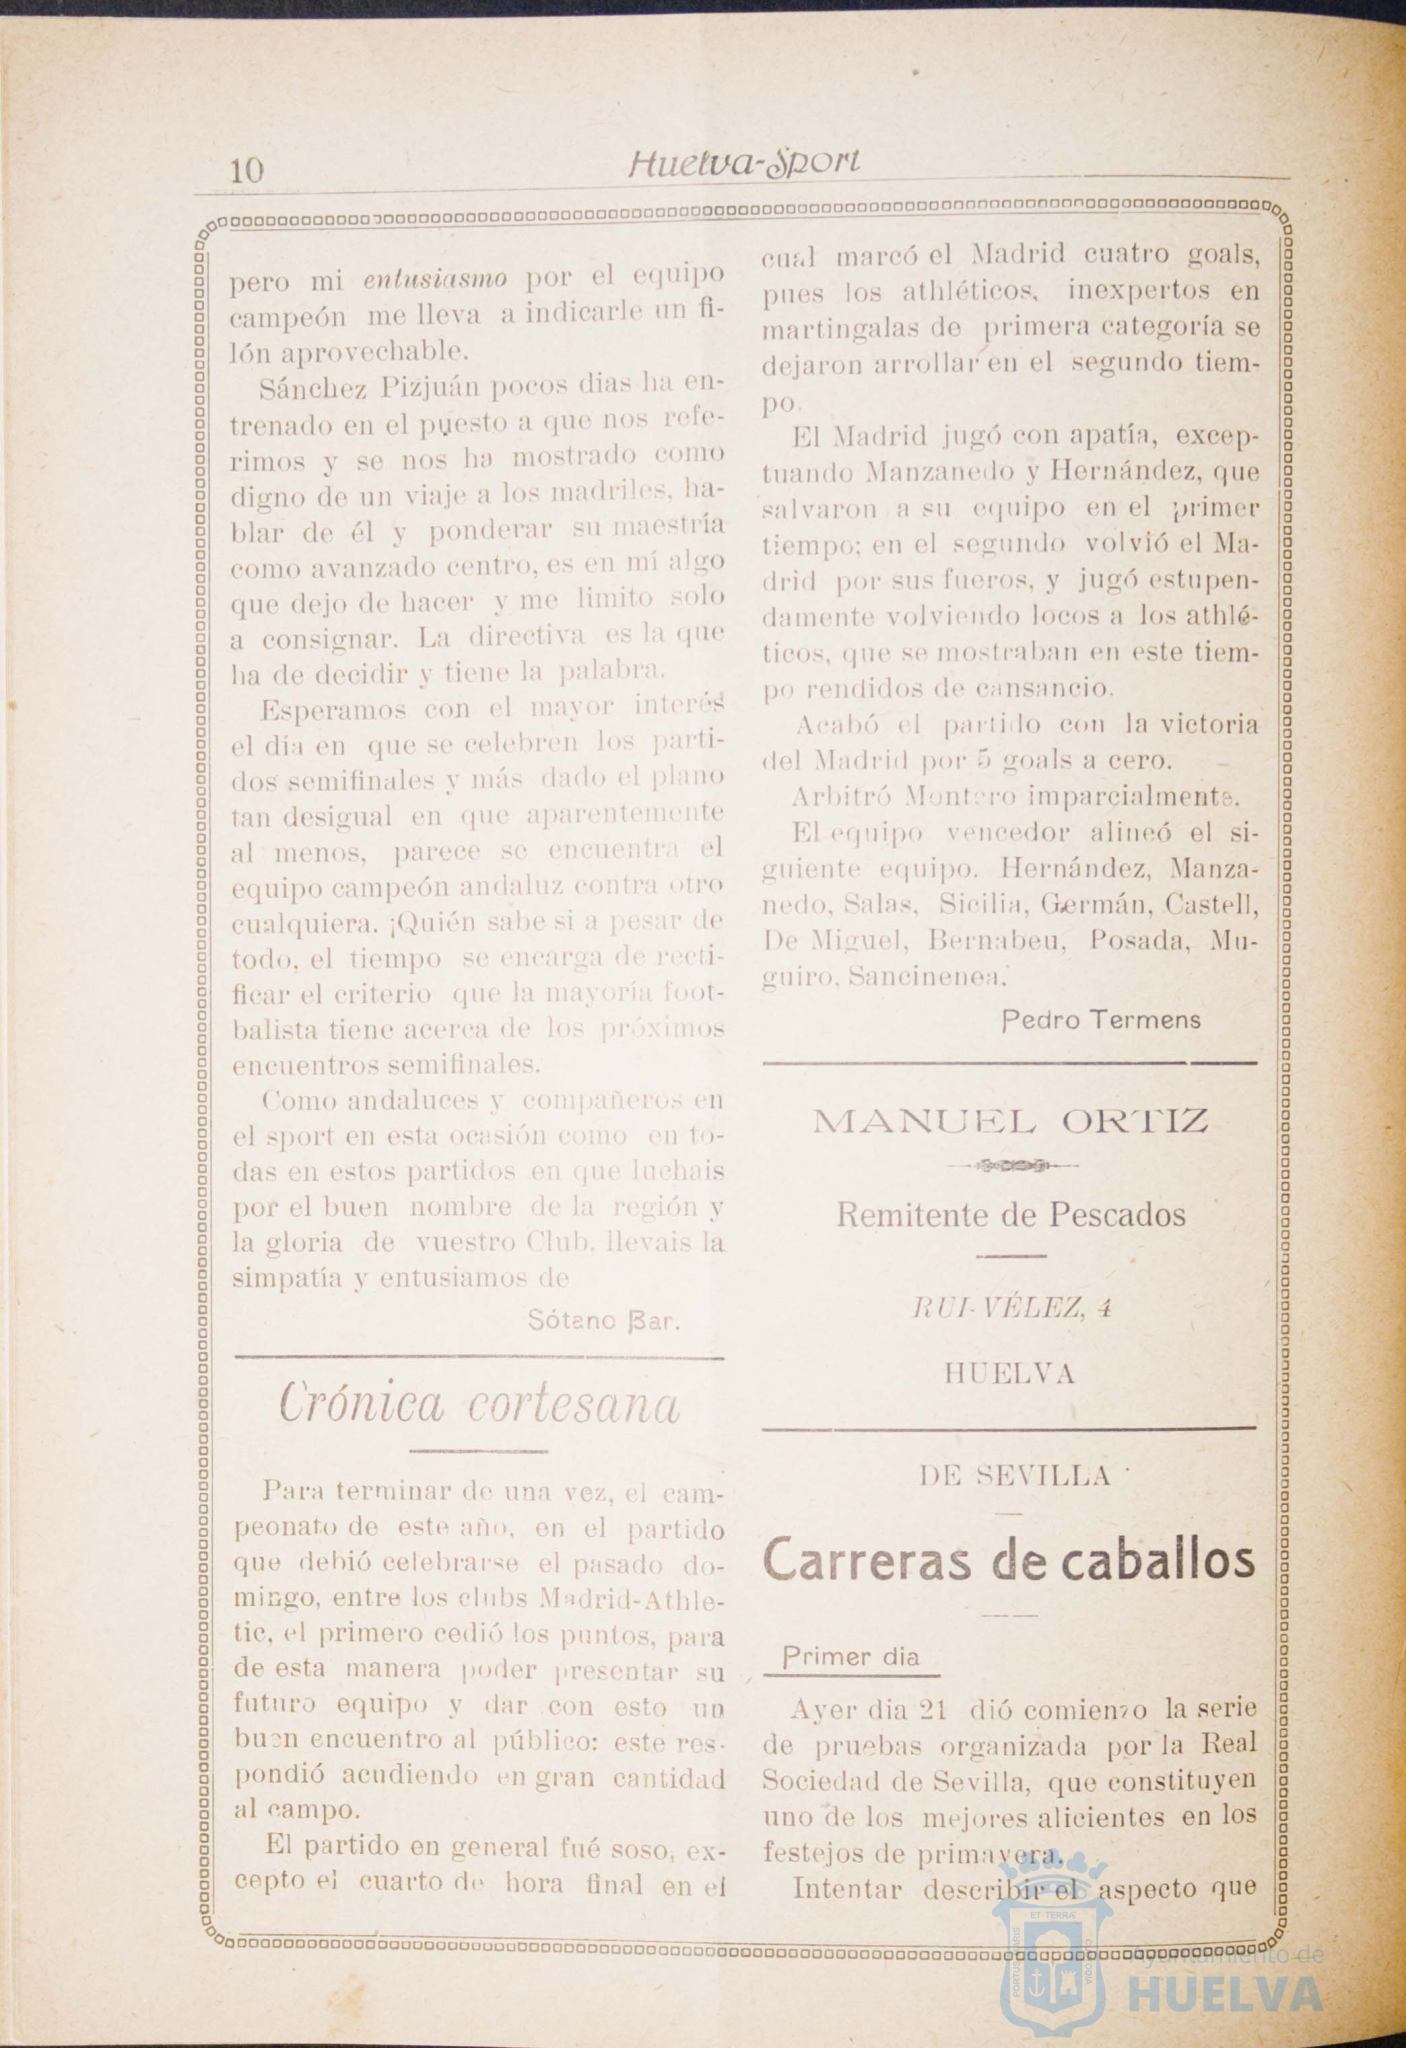 10
Huelva-Sport
pero mi entusiasmo por el equipo
campeón me lleva a indicarle un fi-
lón aprovechable.
Sánchez Pizjuán pocos dias ha en-
trenado en el puesto a que nos refe-
rimos y se nos ha mostrado como
digno de un viaje a los madriles, ha-
blar de él y ponderar su maestría
como avanzado centro, es en mí algo
que dejo de hacer y me limito solo
a consignar. La directiva es la que
ha de decidir y tiene la palabra.
Esperamos con el mayor interés
el dia en que se celebren los parti-
dos semifinales y más dado el plano
tan desigual en que aparentemente
al menos, parece se encuentra el
equipo campeón andaluz contra otro
cualquiera. ¡Quién sabe si a pesar de
todo, el tiempo se encarga de recti-
ficar el criterio que la mayoría foot-
balista tiene acerca de los próximos
encuentros semifinales.
Como andaluces y compañeros en
el sport en esta ocasión como en to-
das en estos partidos en que luchais
por el buen nombre de la región y
la gloria de vuestro Club, llevais la
simpatía y entusiamos de
Sótano Bar.
Crónica cortesana
Para terminar de una vez, el cam-
peonato de este año, en el partido
que debió celebrarse el pasado do-
mingo, entre los clubs Madrid-Athle-
tic, el primero cedió los puntos, para
de esta manera poder presentar su
futuro equipo y dar con esto un
buen encuentro al público: este res-
pondió acudiendo en gran cantidad
al campo.
El partido en general fué soso, ex-
cepto el cuarto de hora final en el
cual marcó el Madrid cuatro goals,
pues los athléticos, inexpertos en
martingalas de primera categoría se
dejaron arrollar en el segundo tiem-
po.
El Madrid jugó con apatía, excep-
tuando Manzanedo y Hernández, que
salvaron a su equipo en el primer
tiempo; en el segundo volvió el Ma-
drid por sus fueros, y jugó estupen-
damente volviendo locos a los athlé-
ticos, que se mostraban en este tiem-
po rendidos de cansancio.
Acabó el partido con la victoria
del Madrid por 5 goals a cero.
Arbitró Montero imparcialmente.
El equipo vencedor alineó el si-
guiente equipo. Hernández, Manza-
nedo, Salas, Sicilia, Germán, Castell,
De Miguel, Bernabeu, Posada, Mu-
guiro, Sancinenea.
Pedro Termens
MANUEL ORTIZ
Remitente de Pescados
RUI-VÉLEZ, 4
HUELVA
DE SEVILLA
Carreras de caballos
Primer dia
Ayer dia 21 dió comienzo la serie
de pruebas organizada por la Real
Sociedad de Sevilla, que constituyen
uno de los mejores alicientes en los
festejos de primavera.
Intentar describir el aspecto que
ET TERRAE
PORTUS MARIS
CUSTODIA
Ayuntamiento de
HUELVA